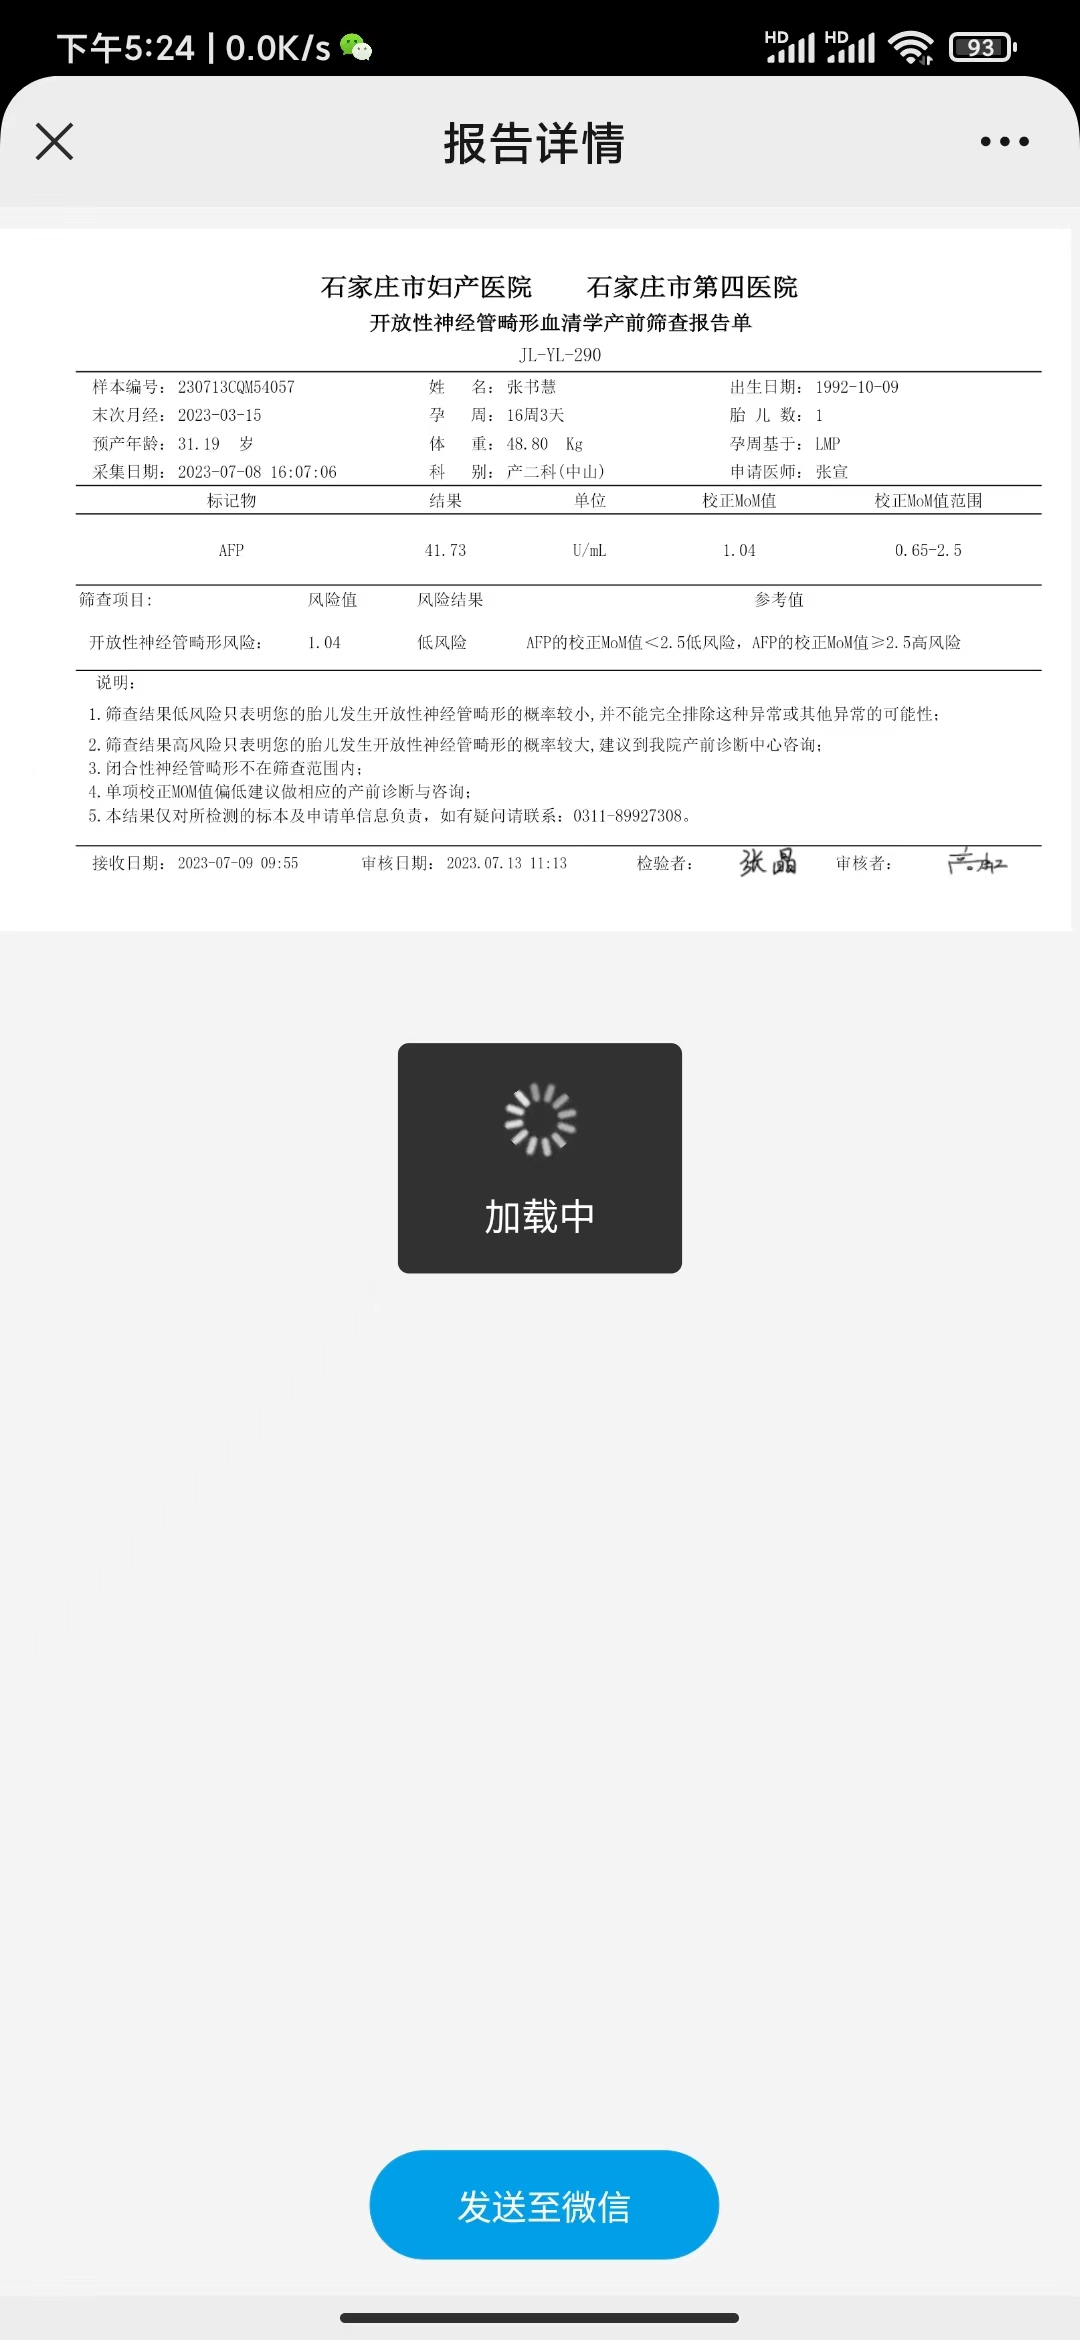 下午5:24 | 0.0K/s
HD HD 93
报告详情
石家庄市妇产医院 石家庄市第四医院
开放性神经管畸形血清学产前筛查报告单
JL-YL-290
样本编号： 230713CQM54057 姓 名： 张书慧 出生日期： 1992-10-09
末次月经： 2023-03-15 孕 周： 16周3天 胎 儿 数： 1
预产年龄： 31.19 岁 体 重： 48.80 Kg 孕周基于： LMP
采集日期： 2023-07-08 16:07:06 科 别： 产二科(中山) 申请医师： 张宣
标记物 结果 单位 校正MoM值 校正MoM值范围
AFP 41.73 U/mL 1.04 0.65-2.5
筛查项目： 风险值 风险结果 参考值
开放性神经管畸形风险： 1.04 低风险 AFP的校正MoM值＜2.5低风险，AFP的校正MoM值≥2.5高风险
说明：
1.筛查结果低风险只表明您的胎儿发生开放性神经管畸形的概率较小,并不能完全排除这种异常或其他异常的可能性；
2.筛查结果高风险只表明您的胎儿发生开放性神经管畸形的概率较大,建议到我院产前诊断中心咨询；
3.闭合性神经管畸形不在筛查范围内；
4.单项校正MOM值偏低建议做相应的产前诊断与咨询；
5.本结果仅对所检测的标本及申请单信息负责，如有疑问请联系：0311-89927308。
接收日期： 2023-07-09 09:55 审核日期： 2023.07.13 11:13 检验者： 张晶 审核者：
加载中
发送至微信